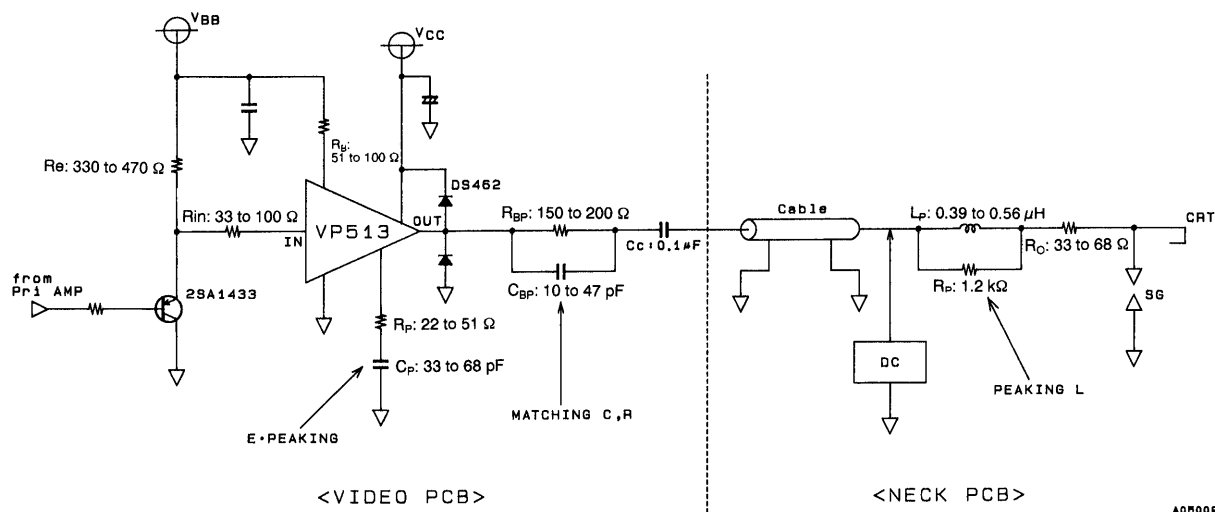 VBB
VCC
RB:
51 to 100 Ω
Re: 330 to 470 Ω
DS462
Rin: 33 to 100 Ω
IN
VP513
OUT
RBP: 150 to 200 Ω
Cc:0.1μF
CBP: 10 to 47 pF
Cable
LP: 0.39 to 0.56 μH
CRT
RO: 33 to 68 Ω
RP: 1.2 kΩ
SG
from
Pri AMP
2SA1433
RP: 22 to 51 Ω
CP: 33 to 68 pF
DC
PEAKING L
MATCHING C,R
E•PEAKING
<VIDEO PCB>
<NECK PCB>